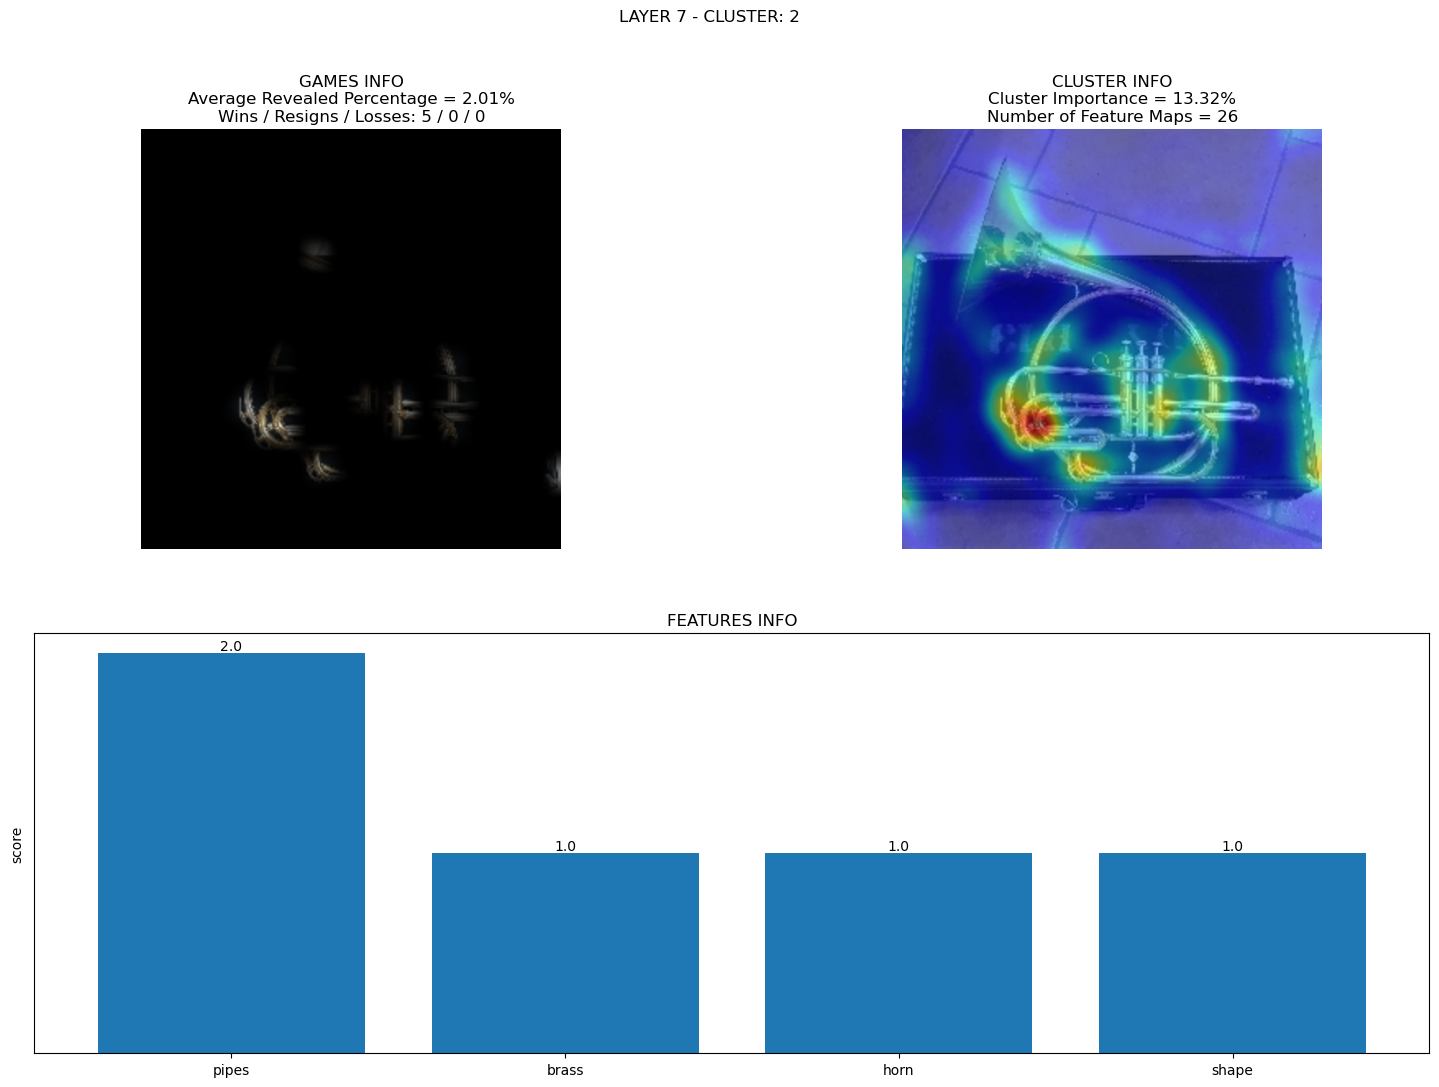 LAYER 7 - CLUSTER: 2
GAMES INFO
Average Revealed Percentage = 2.01%
Wins / Resigns / Losses: 5 / 0 / 0
CLUSTER INFO
Cluster Importance = 13.32%
Number of Feature Maps = 26
FEATURES INFO
score
2.0
1.0
1.0
1.0
pipes
brass
horn
shape